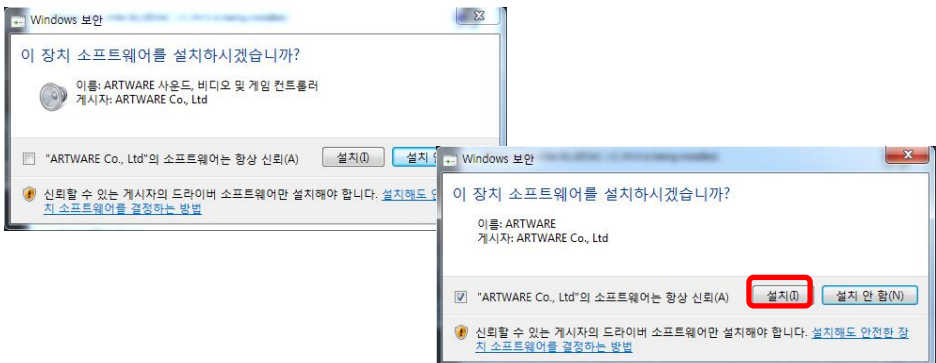 Windows 보안
이 장치 소프트웨어를 설치하시겠습니까?
이름: ARTWARE 사운드, 비디오 및 게임 컨트롤러
게시자: ARTWARE Co., Ltd
"ARTWARE Co., Ltd"의 소프트웨어는 항상 신뢰(A) 설치(I) 설치
신뢰할 수 있는 게시자의 드라이버 소프트웨어만 설치해야 합니다. 설치해도
치 소프트웨어를 결정하는 방법
Windows 보안
이 장치 소프트웨어를 설치하시겠습니까?
이름: ARTWARE
게시자: ARTWARE Co., Ltd
"ARTWARE Co., Ltd"의 소프트웨어는 항상 신뢰(A) 설치(I) 설치 안 함(N)
신뢰할 수 있는 게시자의 드라이버 소프트웨어만 설치해야 합니다. 설치해도 안전한 장
치 소프트웨어를 결정하는 방법